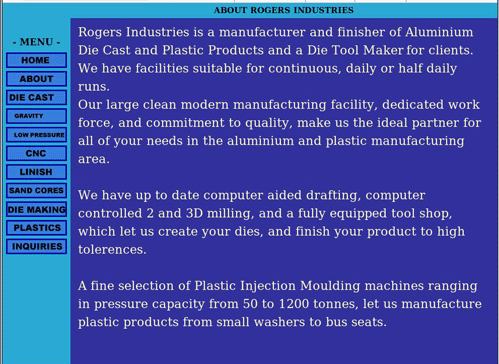 ABOUT ROGERS INDUSTRIES
- MENU -
HOME
ABOUT
DIE CAST
GRAVITY
LOW PRESSURE
CNC
LINISH
SAND CORES
DIE MAKING
PLASTICS
INQUIRIES
Rogers Industries is a manufacturer and finisher of Aluminium
Die Cast and Plastic Products and a Die Tool Maker for clients.
We have facilities suitable for continuous, daily or half daily
runs.
Our large clean modern manufacturing facility, dedicated work
force, and commitment to quality, make us the ideal partner for
all of your needs in the aluminium and plastic manufacturing
area.
We have up to date computer aided drafting, computer
controlled 2 and 3D milling, and a fully equipped tool shop,
which let us create your dies, and finish your product to high
tolerences.
A fine selection of Plastic Injection Moulding machines ranging
in pressure capacity from 50 to 1200 tonnes, let us manufacture
plastic products from small washers to bus seats.